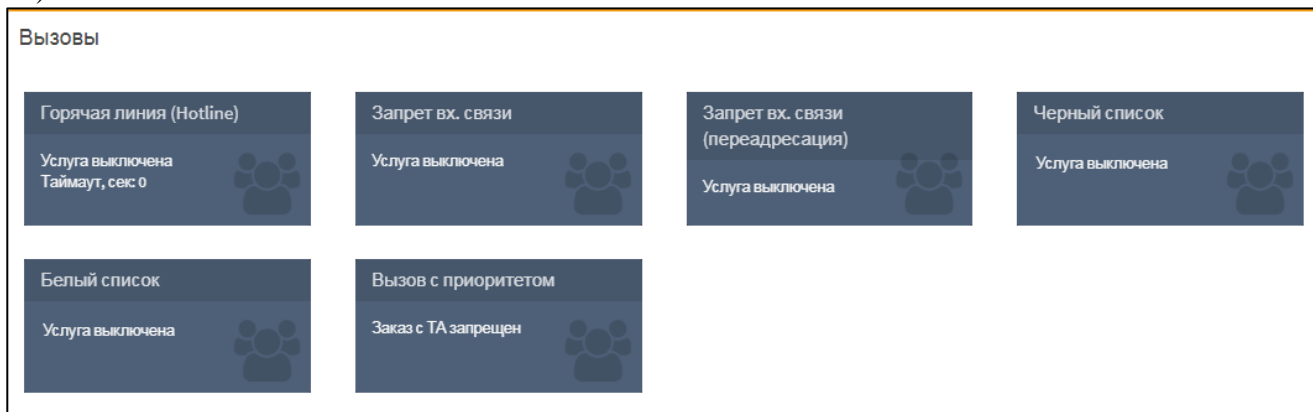 Вызовы
Горячая линия (Hotline)
Услуга выключена
Таймаут, сек: 0
Запрет вх. связи
Услуга выключена
Запрет вх. связи
(переадресация)
Услуга выключена
Черный список
Услуга выключена
Белый список
Услуга выключена
Вызов с приоритетом
Заказ с ТА запрещен